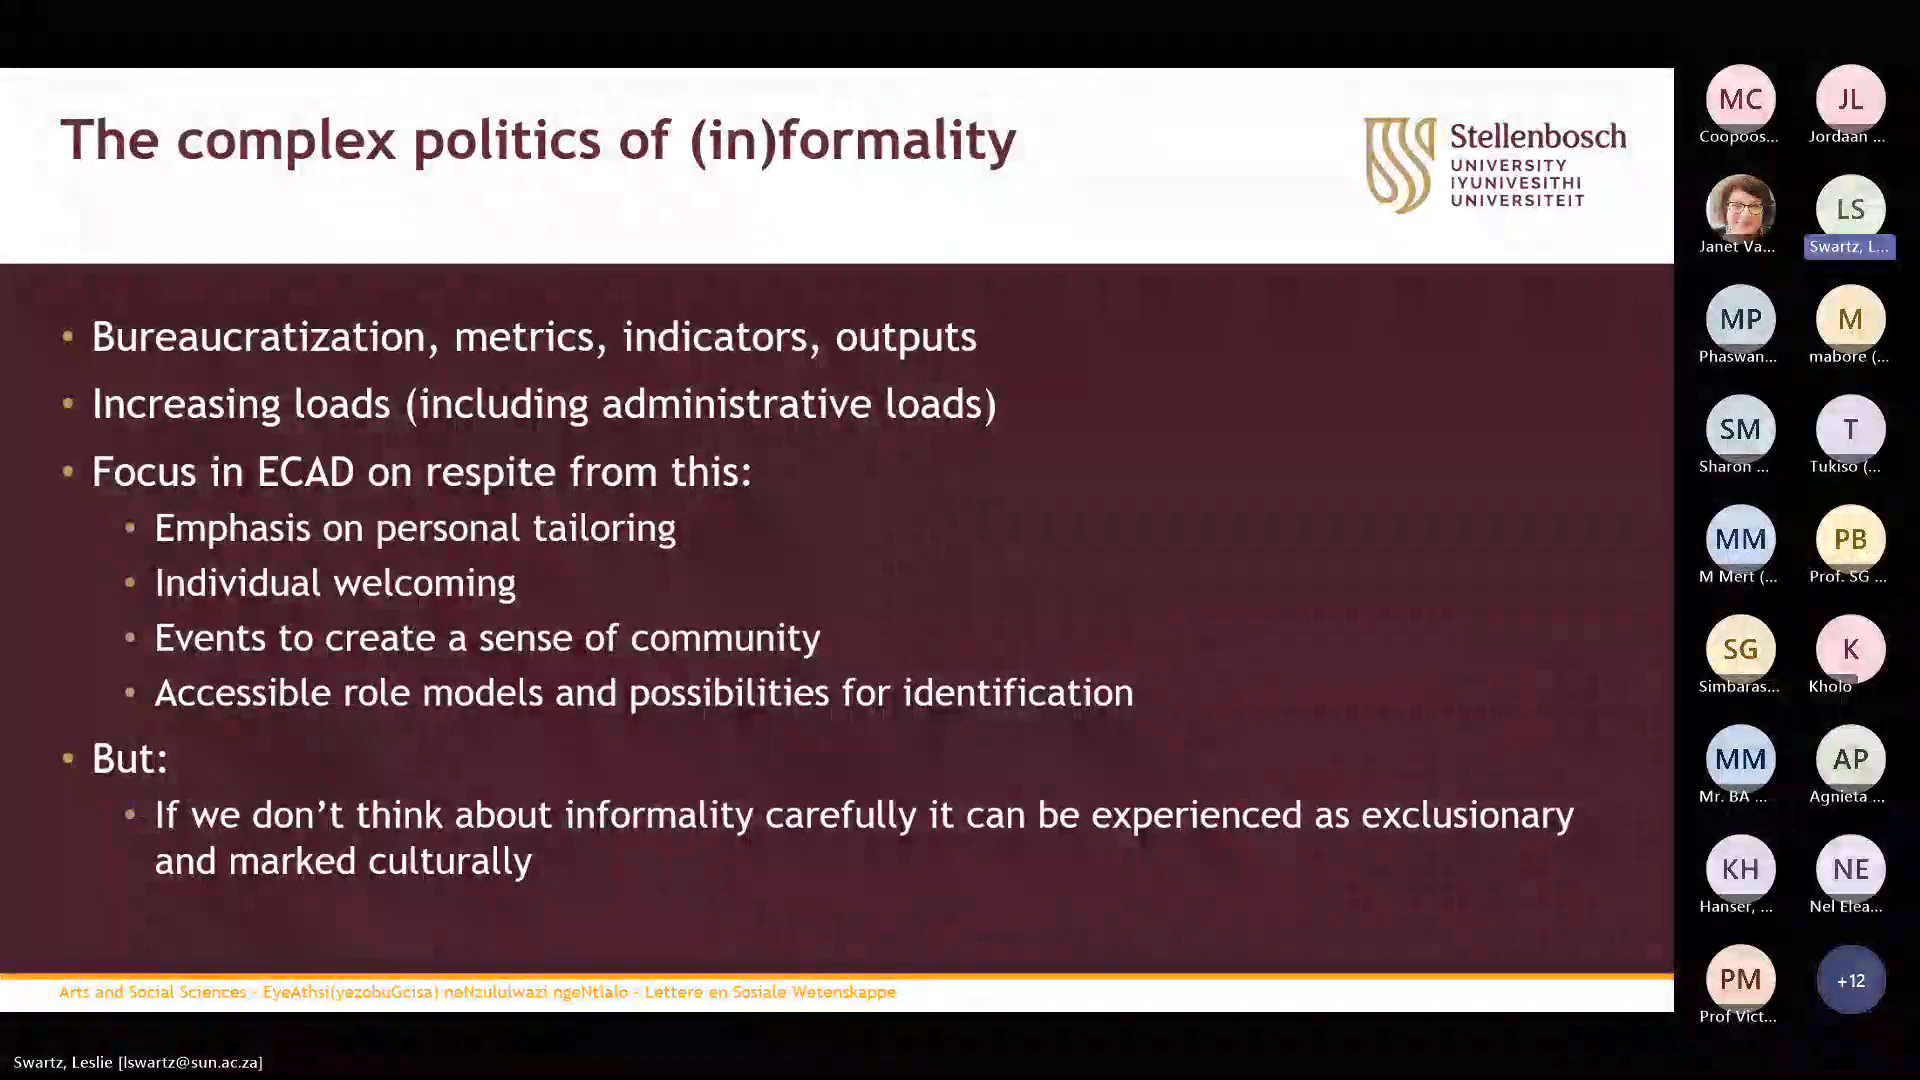 The complex politics of (in)formality
Stellenbosch
UNIVERSITY
IYUNIVESITHI
UNIVERSITEIT
• Bureaucratization, metrics, indicators, outputs
• Increasing loads (including administrative loads)
• Focus in ECAD on respite from this:
• Emphasis on personal tailoring
• Individual welcoming
• Events to create a sense of community
• Accessible role models and possibilities for identification
• But:
• If we don’t think about informality carefully it can be experienced as exclusionary
and marked culturally
Arts and Social Sciences - EyeAthsi(yezobuGcisa) neNzululwazi ngeNtlalo - Lettere en Sosiale Wetenskappe
Swartz, Leslie [lswartz@sun.ac.za]
MC
Coopoos...
JL
Jordaan ...
Janet Va...
LS
Swartz, L...
MP
Phaswan...
M
mabore (...
SM
Sharon ...
T
Tukiso (...
MM
M Mert (...
PB
Prof. SG ...
SG
Simbaras...
K
Kholo
MM
Mr. BA ...
AP
Agnieta ...
KH
Hanser, ...
NE
Nel Elea...
PM
Prof Vict...
+12